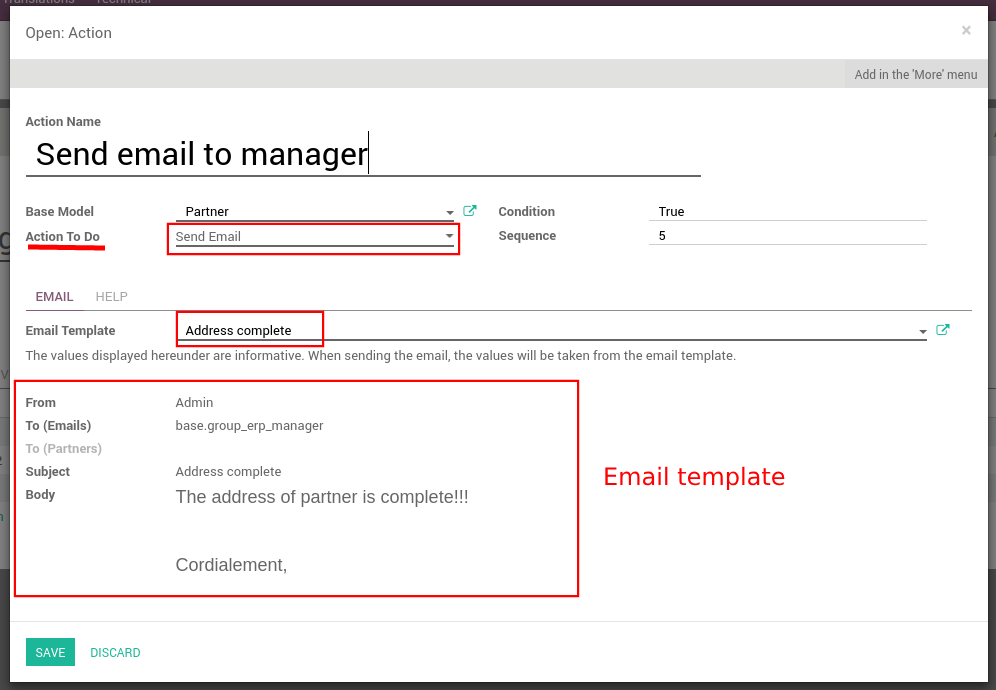 Translations Technical
Open: Action ×
Add in the 'More' menu
Action Name
Send email to manager
Base Model Partner Condition True
Action To Do Send Email Sequence 5
EMAIL HELP
Email Template Address complete
The values displayed hereunder are informative. When sending the email, the values will be taken from the email template.
From Admin
To (Emails) base.group_erp_manager
To (Partners)
Subject Address complete
Body The address of partner is complete!!!
Email template
Cordialement,
SAVE DISCARD